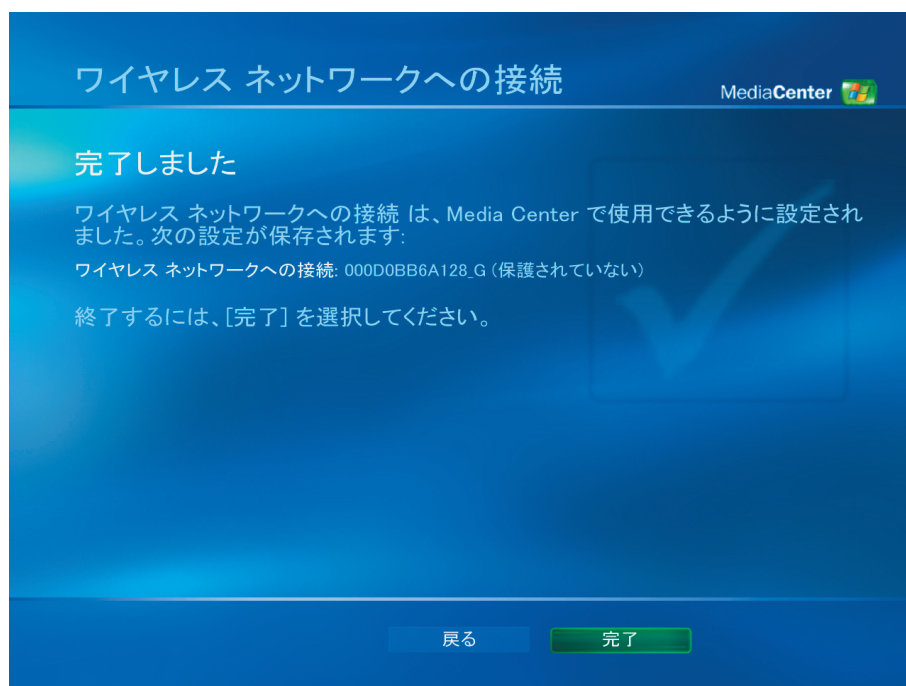 ワイヤレス ネットワークへの接続
MediaCenter
完了しました
ワイヤレス ネットワークへの接続 は、Media Center で使用できるように設定され
ました。次の設定が保存されます:
ワイヤレス ネットワークへの接続: 000D0BB6A128_G (保護されていない)
終了するには、[完了] を選択してください。
戻る 完了